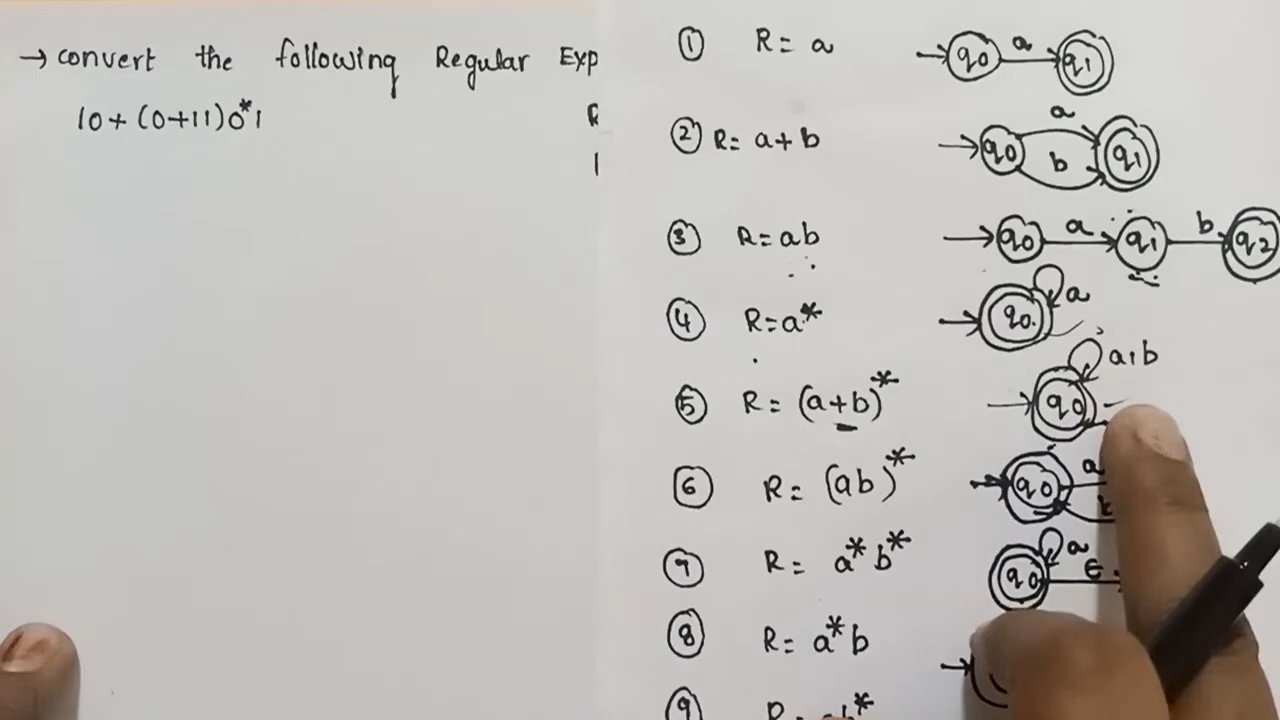 → convert the following Regular Exp
10+(0+11)0*1
① R= a
→ q0 a q1
② R= a+b
→ q0 a b q1
③ R= ab
→ q0 a q1 b q2
④ R=a*
→ q0 a
⑤ R= (a+b)*
→ q0 a,b
⑥ R= (ab)*
→ q0 a
⑦ R= a* b*
q0 a ε
⑧ R= a*b
⑨